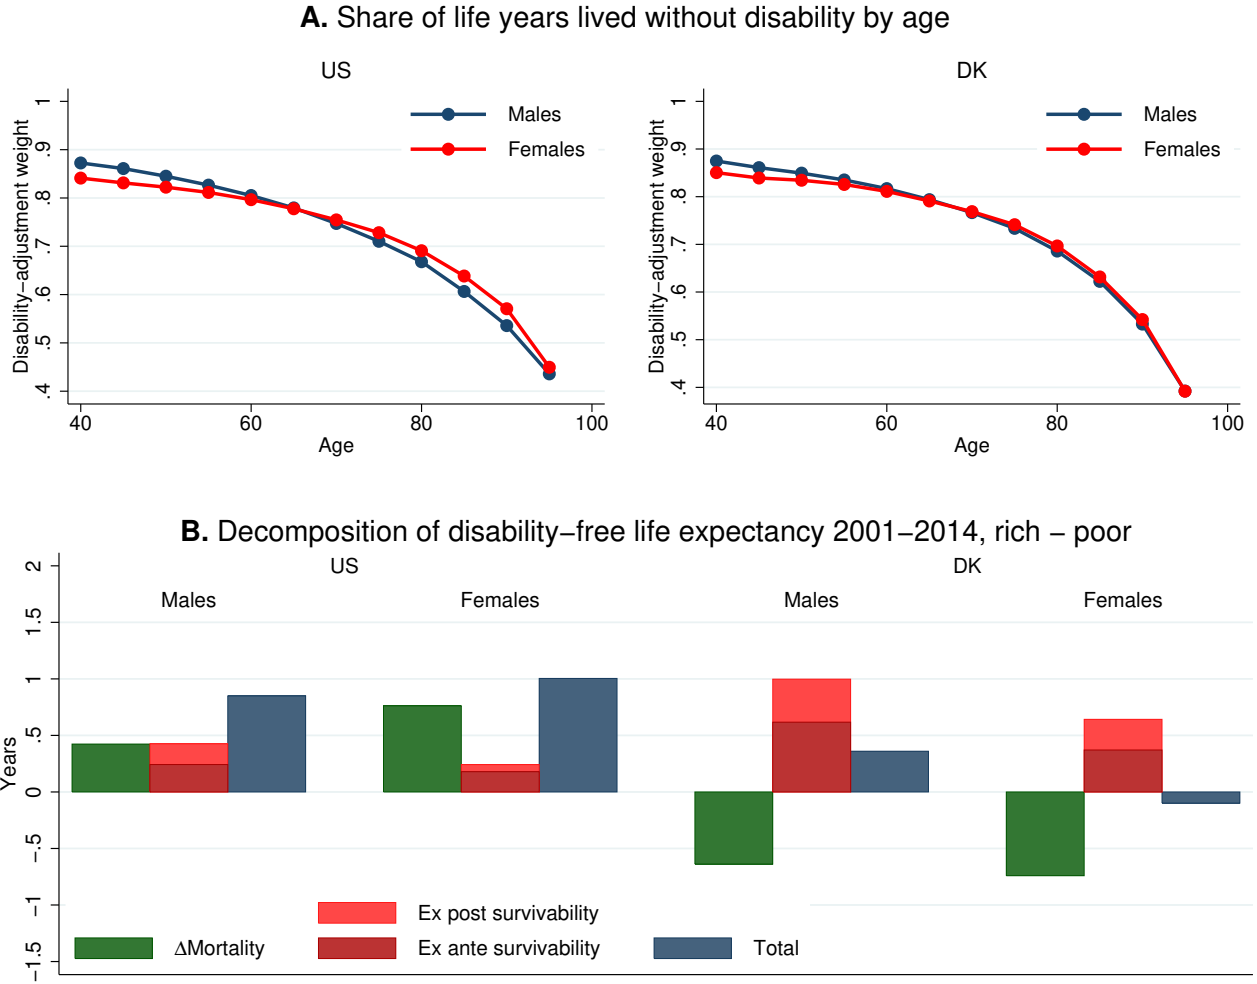 A. Share of life years lived without disability by age
US
Disability−adjustment weight
1
.9
.8
.7
.6
.5
.4
Males
Females
40 60 80 100
Age
DK
Disability−adjustment weight
1
.9
.8
.7
.6
.5
.4
Males
Females
40 60 80 100
Age
B. Decomposition of disability−free life expectancy 2001−2014, rich − poor
US DK
Males Females Males Females
Years
2
1.5
1
.5
0
−.5
−1
−1.5
Ex post survivability
ΔMortality Ex ante survivability Total